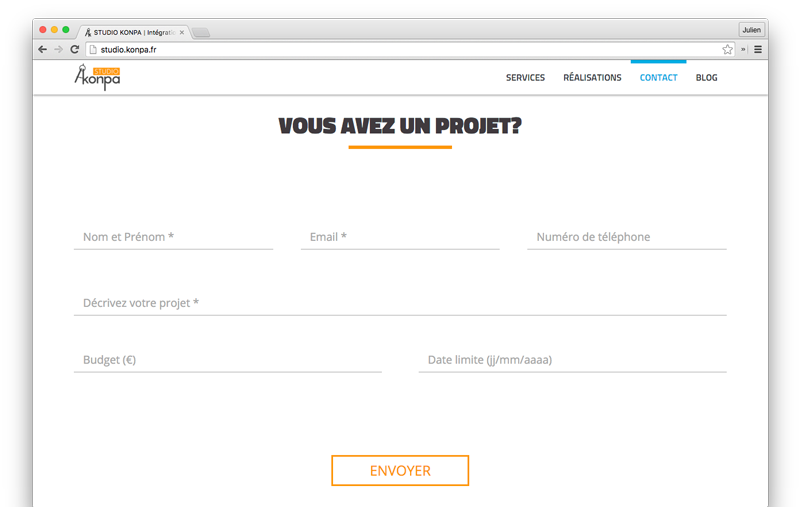 STUDIO KONPA | Intégratio
Julien
studio.konpa.fr
STUDIO
Akonpa
SERVICES RÉALISATIONS CONTACT BLOG
VOUS AVEZ UN PROJET?
Nom et Prénom * Email * Numéro de téléphone
Décrivez votre projet *
Budget (€) Date limite (jj/mm/aaaa)
ENVOYER